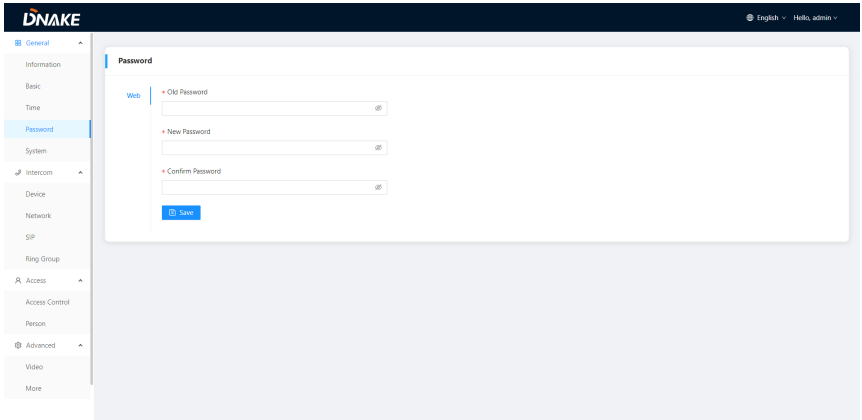 DNAKE
English
Hello, admin
General
Information
Basic
Time
Password
System
Intercom
Device
Network
SIP
Ring Group
Access
Access Control
Person
Advanced
Video
More
Password
Web
* Old Password
* New Password
* Confirm Password
Save